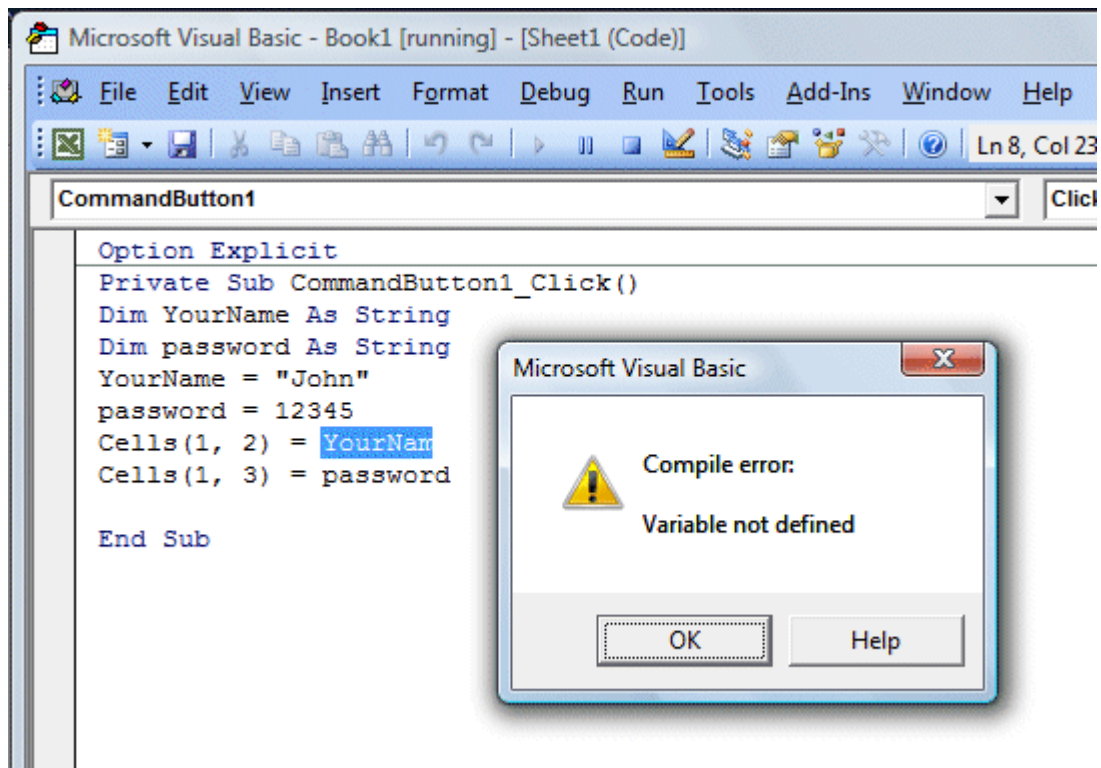 Microsoft Visual Basic - Book1 [running] - [Sheet1 (Code)]
File Edit View Insert Format Debug Run Tools Add-Ins Window Help
Ln 8, Col 23
CommandButton1 Click
Option Explicit
Private Sub CommandButton1_Click()
Dim YourName As String
Dim password As String
YourName = "John"
password = 12345
Cells(1, 2) = YourNam
Cells(1, 3) = password
End Sub
Microsoft Visual Basic
Compile error:
Variable not defined
OK Help